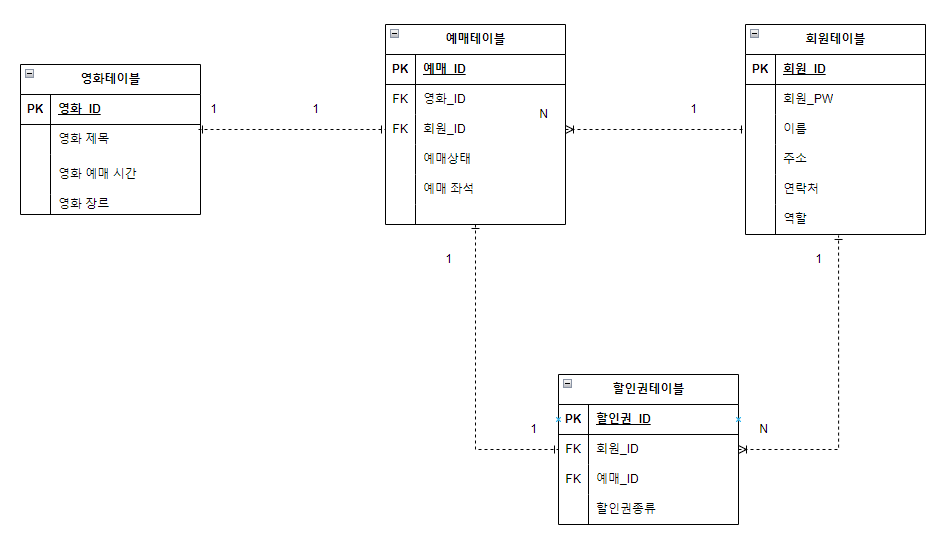 영화테이블
PK 영화_ID
영화 제목
영화 예매 시간
영화 장르
1 1
예매테이블
PK 예매_ID
FK 영화_ID
FK 회원_ID
예매상태
예매 좌석
N 1
회원테이블
PK 회원_ID
회원_PW
이름
주소
연락처
역할
1
1
할인권테이블
PK 할인권_ID
FK 회원_ID
FK 예매_ID
할인권종류
1
N